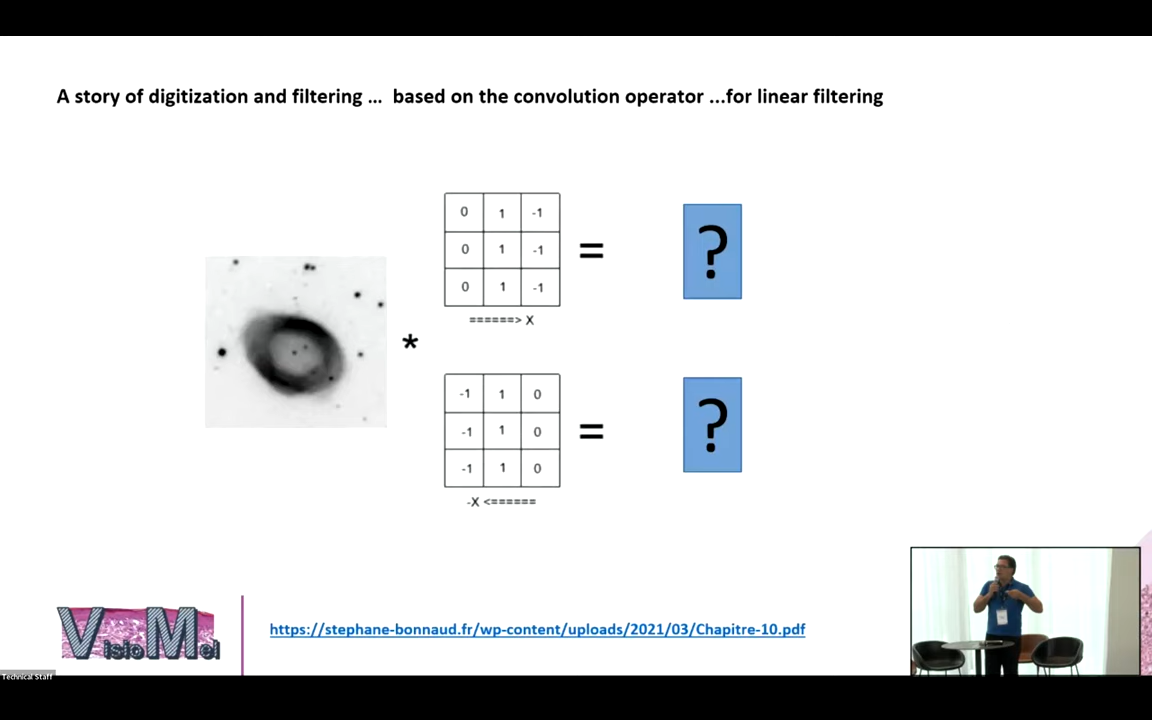 A story of digitization and filtering ... based on the convolution operator ...for linear filtering
0 1 -1
0 1 -1
0 1 -1
======> X
=
?
*
-1 1 0
-1 1 0
-1 1 0
-X <======
=
?
VisioMel
https://stephane-bonnaud.fr/wp-content/uploads/2021/03/Chapitre-10.pdf
Technical Staff